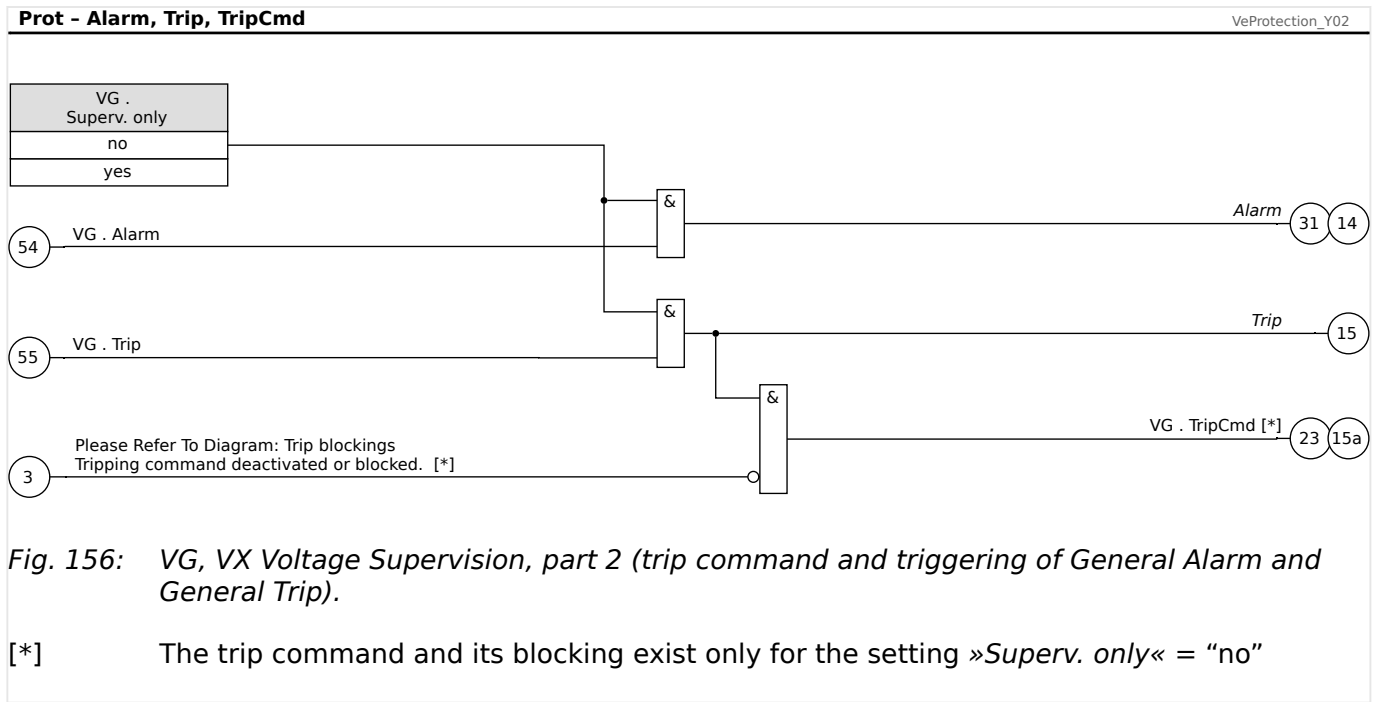 Prot – Alarm, Trip, TripCmd
VeProtection_Y02
VG .
Superv. only
no
yes
&
Alarm
31 14
VG . Alarm
54
&
Trip
15
VG . Trip
55
&
VG . TripCmd [*]
23 15a
Please Refer To Diagram: Trip blockings
Tripping command deactivated or blocked. [*]
3
Fig. 156: VG, VX Voltage Supervision, part 2 (trip command and triggering of General Alarm and
General Trip).
[*] The trip command and its blocking exist only for the setting »Superv. only« = “no”